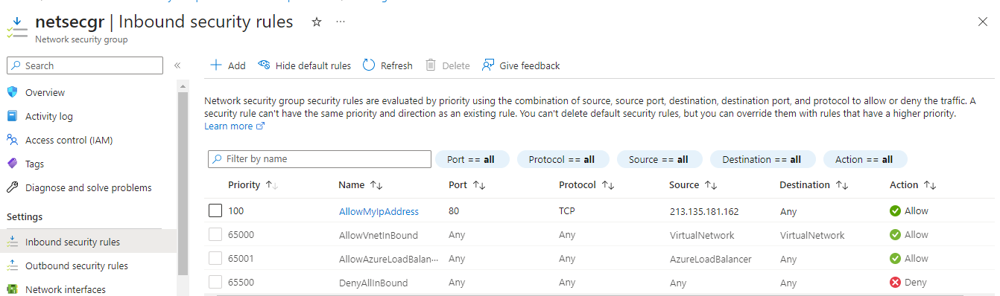 netsecgr | Inbound security rules ☆ ···
Network security group
Search «
Overview
Activity log
Access control (IAM)
Tags
Diagnose and solve problems
Settings
Inbound security rules
Outbound security rules
Network interfaces
Add Hide default rules Refresh Delete Give feedback
Network security group security rules are evaluated by priority using the combination of source, source port, destination, destination port, and protocol to allow or deny the traffic. A
security rule can't have the same priority and direction as an existing rule. You can't delete default security rules, but you can override them with rules that have a higher priority.
Learn more
Filter by name Port == all Protocol == all Source == all Destination == all Action == all
Priority ↑↓ Name ↑↓ Port ↑↓ Protocol ↑↓ Source ↑↓ Destination ↑↓ Action ↑↓
100 AllowMyIpAddress 80 TCP 213.135.181.162 Any Allow
65000 AllowVnetInBound Any Any VirtualNetwork VirtualNetwork Allow
65001 AllowAzureLoadBalan··· Any Any AzureLoadBalancer Any Allow
65500 DenyAllInBound Any Any Any Any Deny